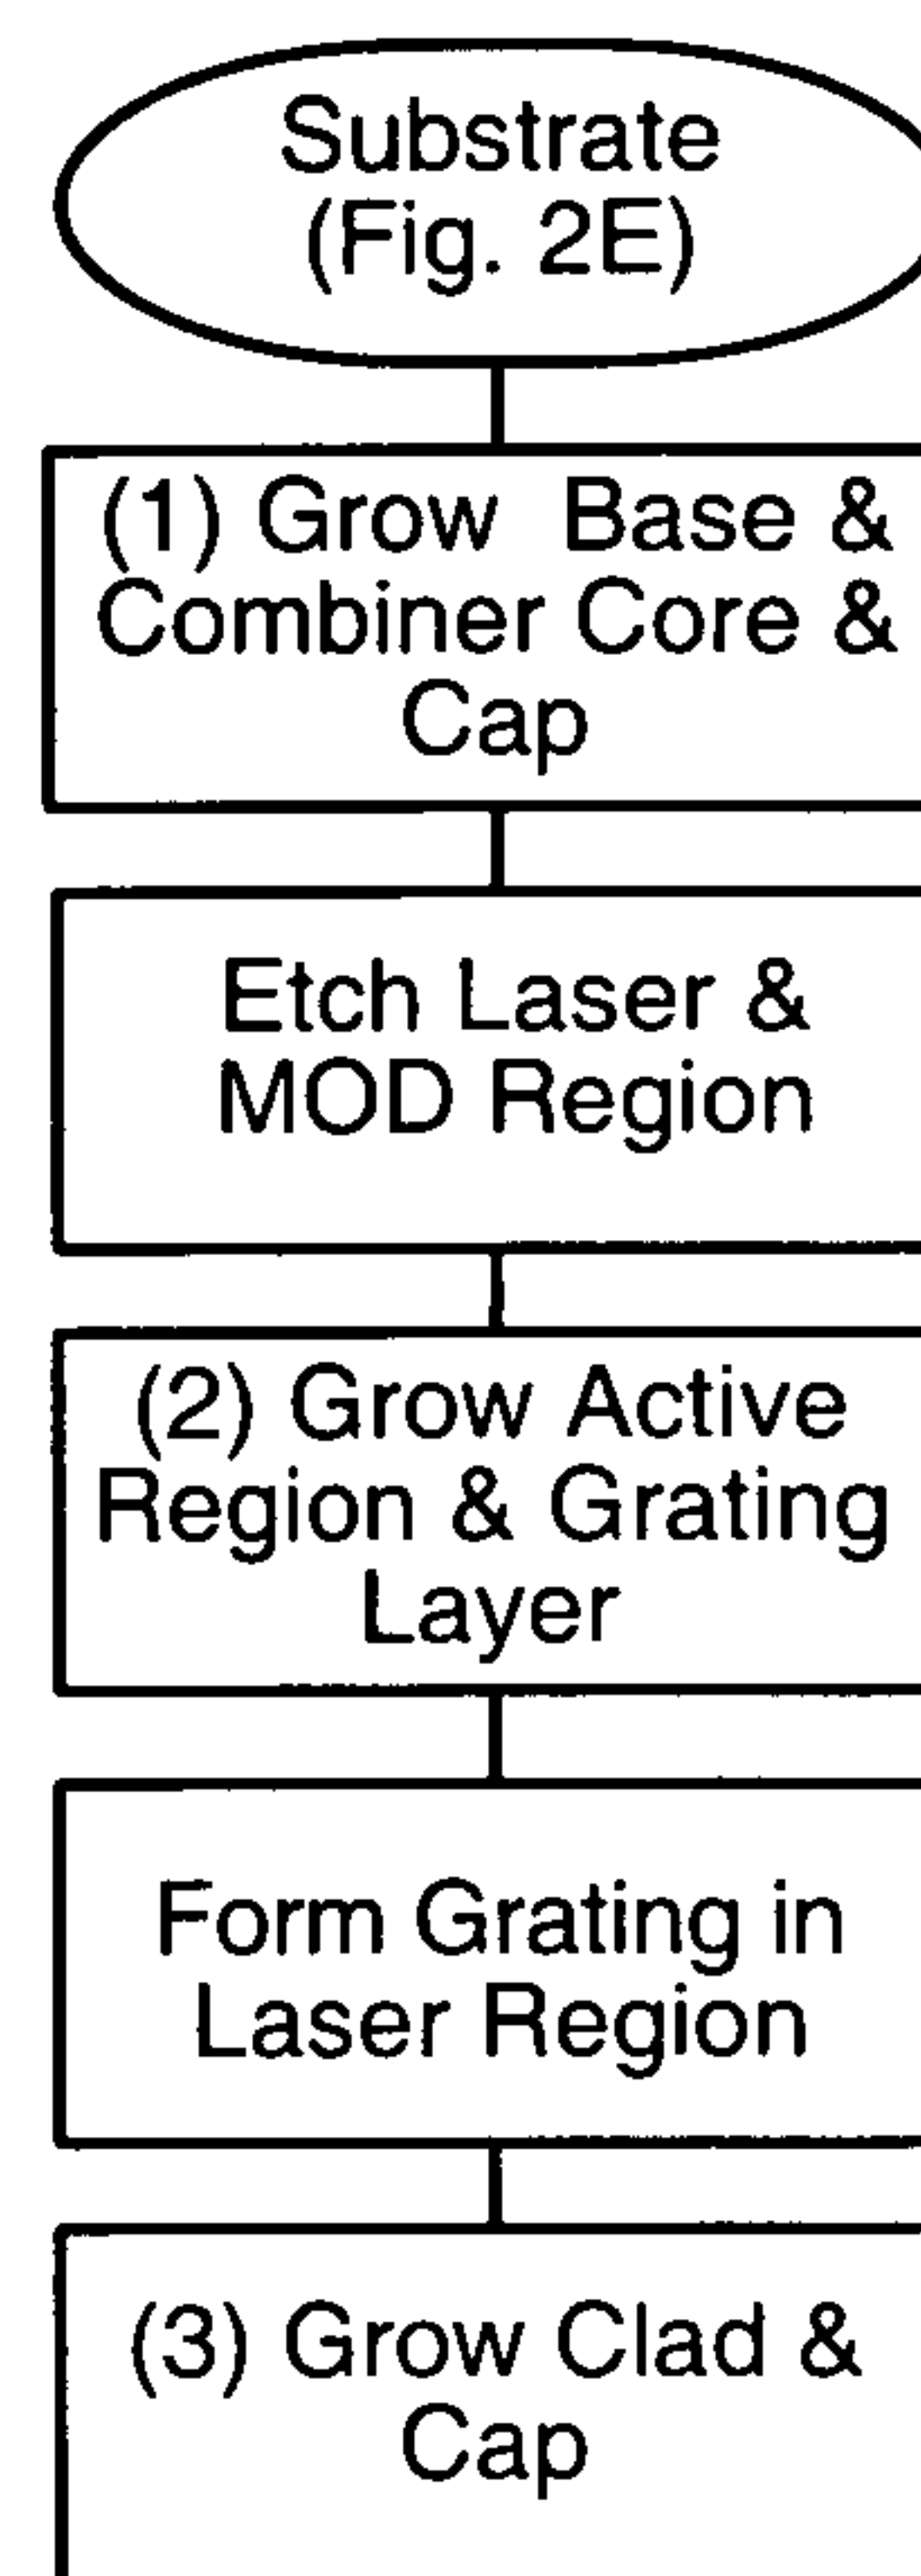 Substrate
(Fig. 2E)
(1) Grow Base &
Combiner Core &
Cap
Etch Laser &
MOD Region
(2) Grow Active
Region & Grating
Layer
Form Grating in
Laser Region
(3) Grow Clad &
Cap